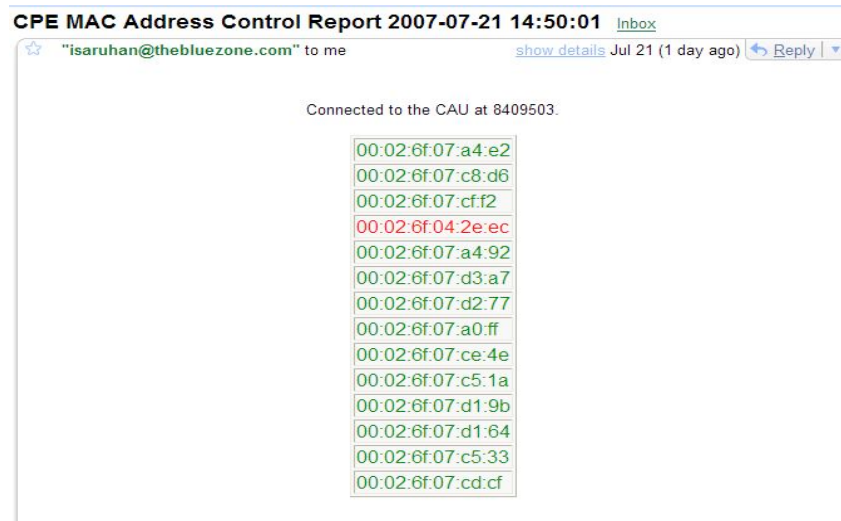 CPE MAC Address Control Report 2007-07-21 14:50:01 Inbox
"isaruhan@thebluezone.com" to me show details Jul 21 (1 day ago) Reply
Connected to the CAU at 8409503.
00:02:6f:07:a4:e2
00:02:6f:07:c8:d6
00:02:6f:07:cf:f2
00:02:6f:04:2e:ec
00:02:6f:07:a4:92
00:02:6f:07:d3:a7
00:02:6f:07:d2:77
00:02:6f:07:a0:ff
00:02:6f:07:ce:4e
00:02:6f:07:c5:1a
00:02:6f:07:d1:9b
00:02:6f:07:d1:64
00:02:6f:07:c5:33
00:02:6f:07:cd:cf